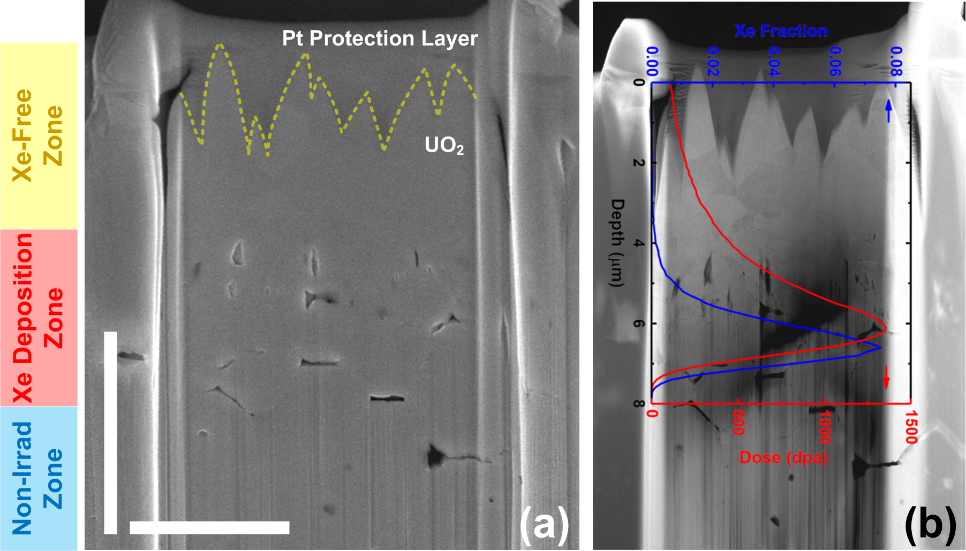 Xe-Free
Zone
Xe Deposition
Zone
Non-Irrad
Zone
Pt Protection Layer
UO₂
(a)
Xe Fraction
0.00 0.02 0.04 0.06 0.08
0
2
4
6
8
Depth (μm)
0 500 1000 1500
Dose (dpa)
(b)